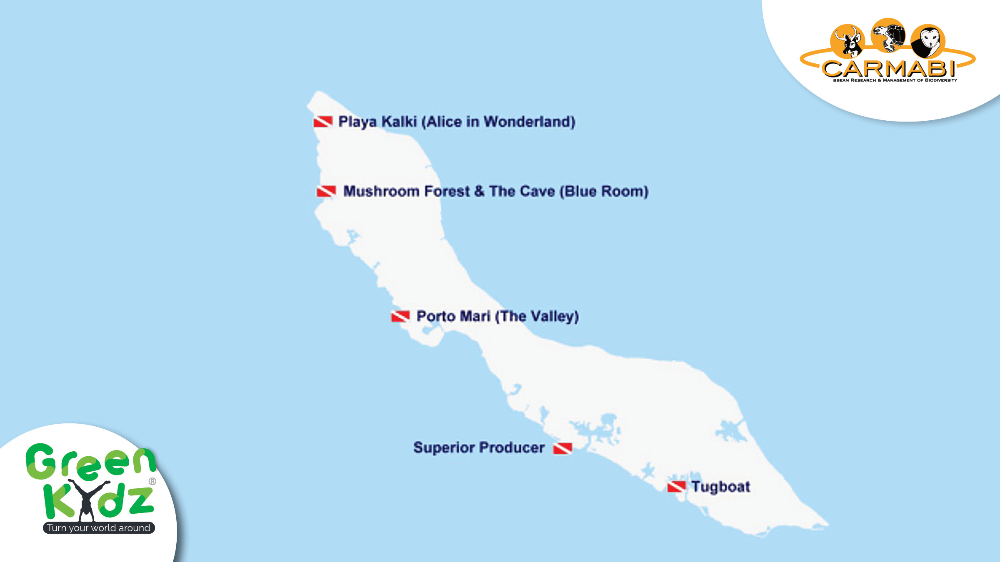 CARMABI
BBEAN RESEARCH & MANAGEMENT OF BIODIVERSITY
Playa Kalki (Alice in Wonderland)
Mushroom Forest & The Cave (Blue Room)
Porto Mari (The Valley)
Superior Producer
Tugboat
Green
Kidz®
Turn your world around